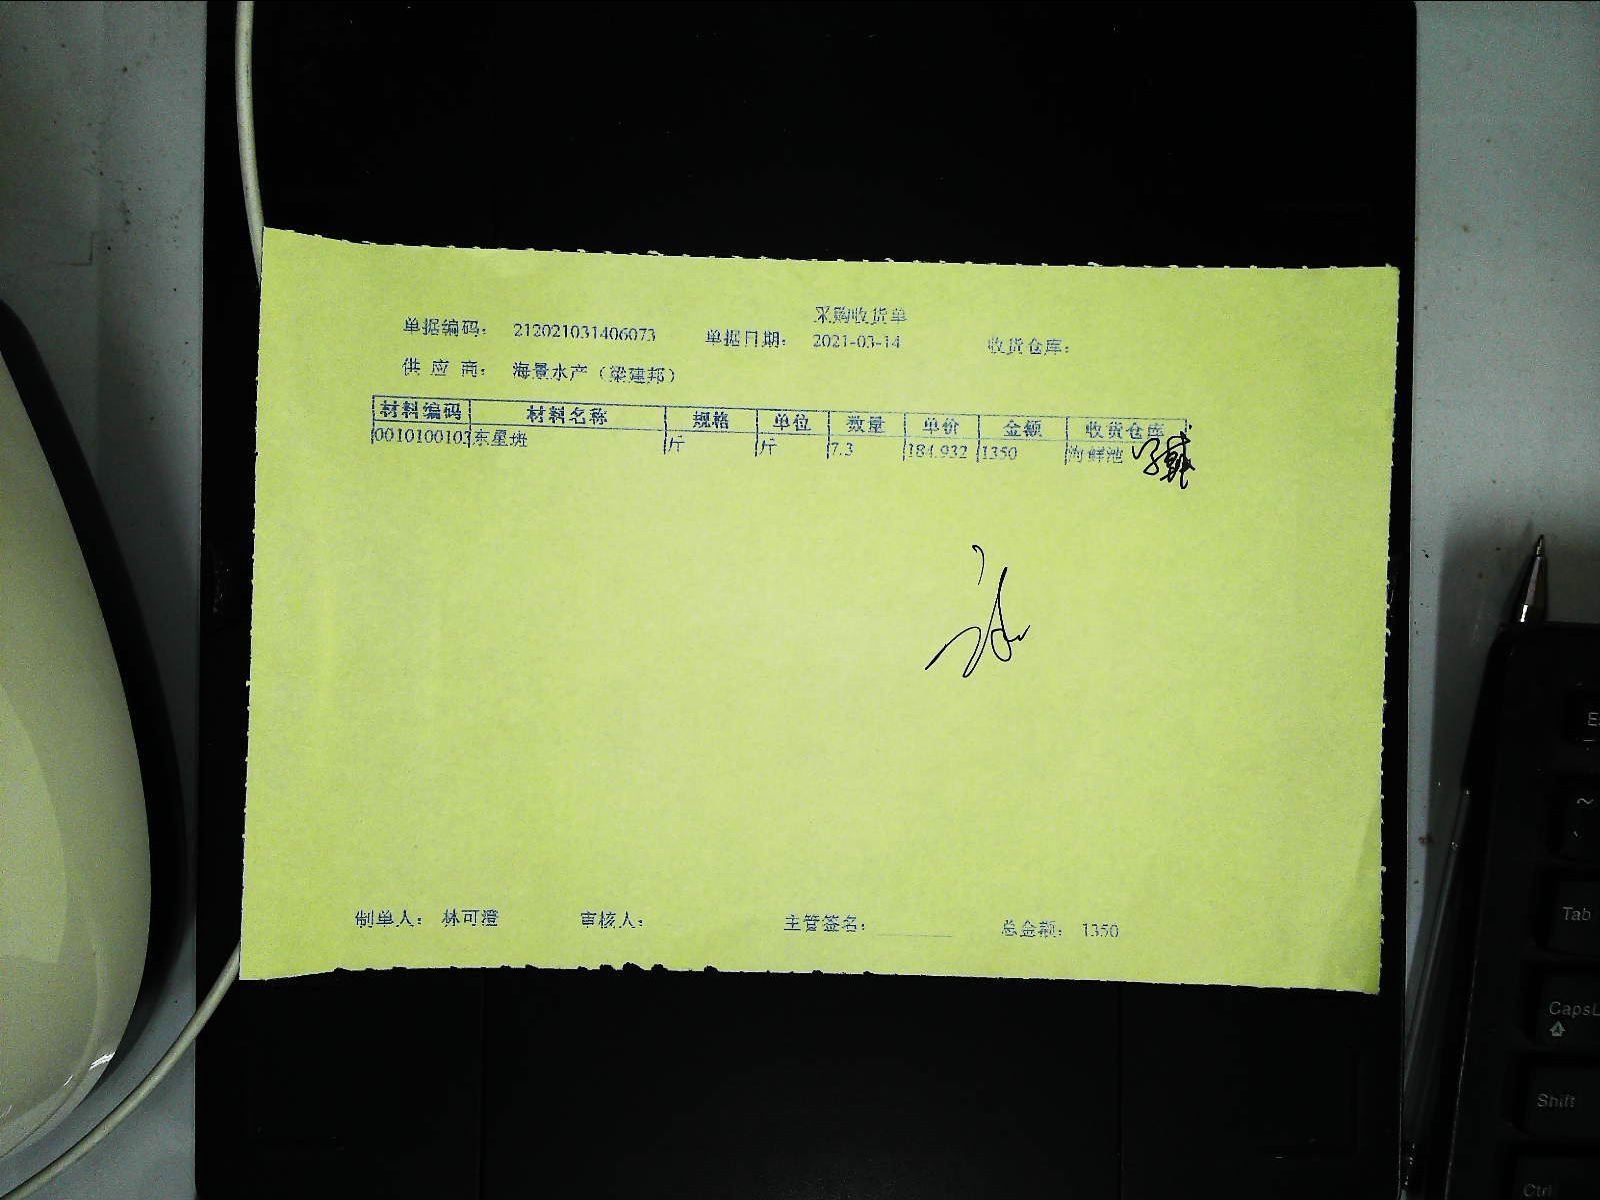 采购收货单
单据编码： 212021031406073 单据日期： 2021-03-14 收货仓库：
供 应 商： 海景水产（梁建邦）
材料编码 材料名称 规格 单位 数量 单价 金额 收货仓库
0010100103 东星斑 斤 斤 7.3 184.932 1350 海鲜池
制单人： 林可澄 审核人： 主管签名： 总金额： 1350
E
~
Tab
Caps
Shift
Ctrl